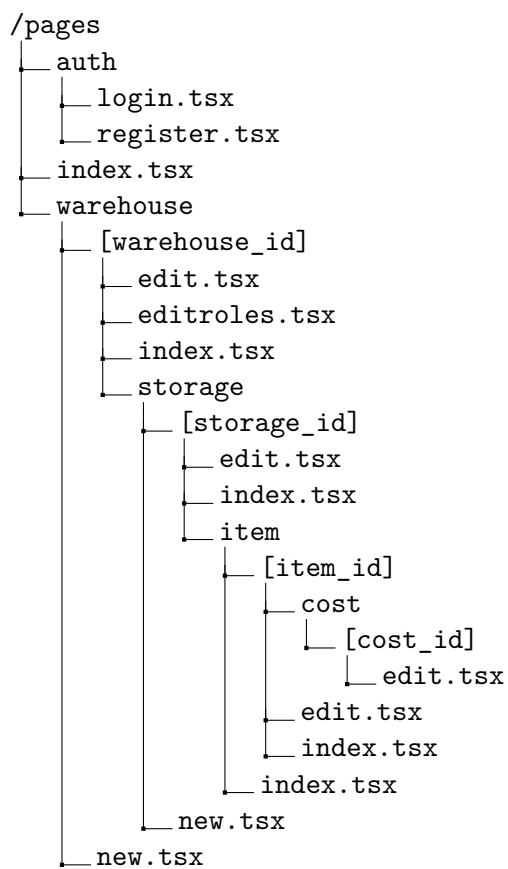 /pages
auth
login.tsx
register.tsx
index.tsx
warehouse
[warehouse_id]
edit.tsx
editroles.tsx
index.tsx
storage
[storage_id]
edit.tsx
index.tsx
item
[item_id]
cost
[cost_id]
edit.tsx
edit.tsx
index.tsx
index.tsx
new.tsx
new.tsx